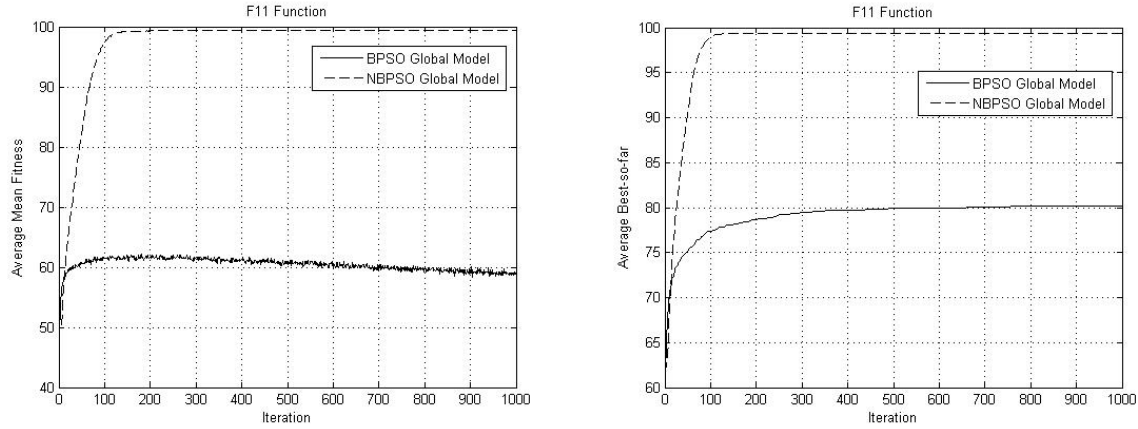 F11 Function
100
90
80
70
60
50
40
Average Mean Fitness
BPSO Global Model
NBPSO Global Model
0 100 200 300 400 500 600 700 800 900 1000
Iteration
F11 Function
100
95
90
85
80
75
70
65
60
Average Best-so-far
BPSO Global Model
NBPSO Global Model
0 100 200 300 400 500 600 700 800 900 1000
Iteration